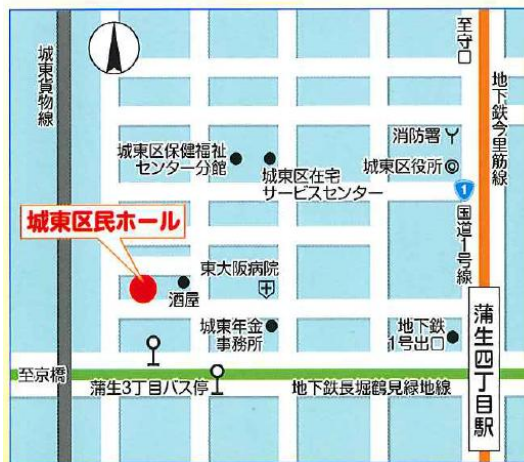 至守口
城東貨物線
地下鉄今里筋線
消防署
城東区役所
城東区保健福祉
センター分館
城東区在宅
サービスセンター
1
国道1号線
城東区民ホール
酒屋
東大阪病院
城東年金
事務所
地下鉄
1号出口
蒲生四丁目駅
至京橋
蒲生3丁目バス停
地下鉄長堀鶴見緑地線